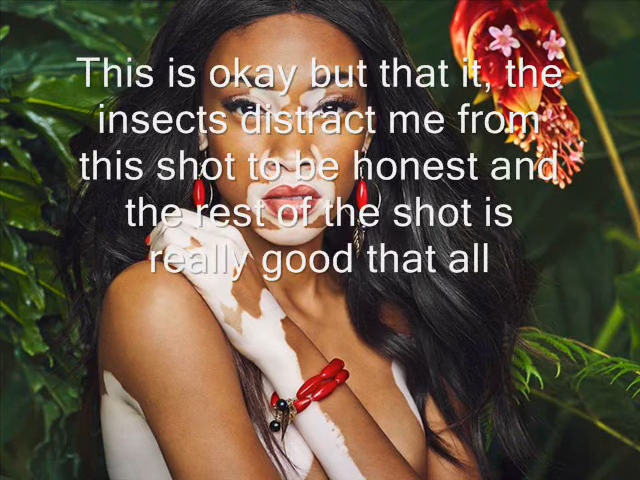 This is okay but that it, the
insects distract me from
this shot to be honest and
the rest of the shot is
really good that all